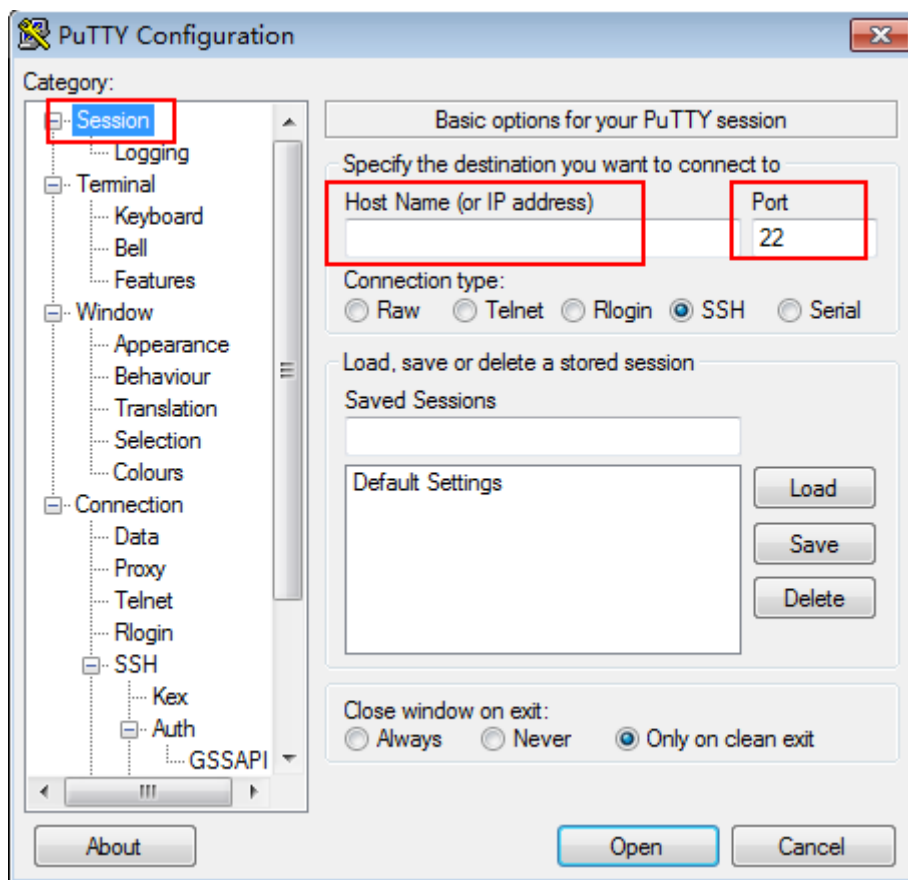 PuTTY Configuration
Category:
Session
Logging
Terminal
Keyboard
Bell
Features
Window
Appearance
Behaviour
Translation
Selection
Colours
Connection
Data
Proxy
Telnet
Rlogin
SSH
Kex
Auth
GSSAPI
Basic options for your PuTTY session
Specify the destination you want to connect to
Host Name (or IP address) Port
22
Connection type:
Raw Telnet Rlogin SSH Serial
Load, save or delete a stored session
Saved Sessions
Default Settings
Load
Save
Delete
Close window on exit:
Always Never Only on clean exit
About Open Cancel